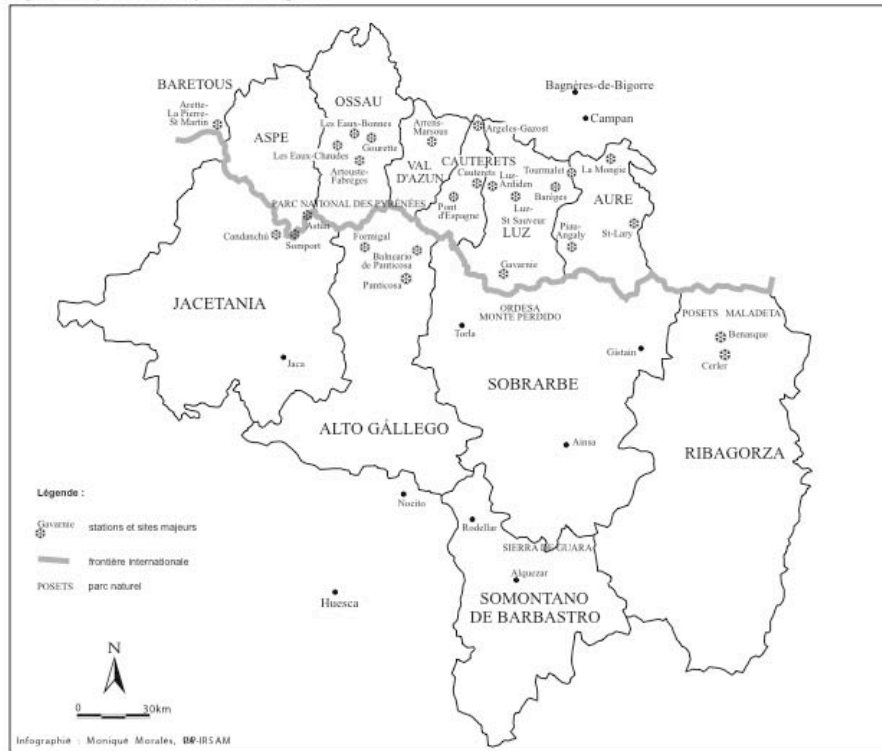 BARETOUS
Arette-
La Pierre-
St Martin
ASPE
OSSAU
Les Eaux-Bonnes
Gourette
Les Eaux-Chaudes
Artouste-
Fabrèges
Arrens-
Marsous
VAL
D'AZUN
Argeles-Gazost
CAUTERETS
Cauterets
Pont
d'Espagne
Luz-
Ardiden
Luz-
St Sauveur
LUZ
Tourmalet
Barèges
Gavarnie
Bagnères-de-Bigorre
Campan
La Mongie
AURE
Piau-
Angaly
St-Lary
PARC NATIONAL DES PYRÉNÉES
Astun
Candanchú
Somport
Formigal
Balneario
de Panticosa
Panticosa
JACETANIA
Jaca
ALTO GÁLLEGO
ORDESA
MONTE PERDIDO
Torla
Gistain
SOBRARBE
Ainsa
POSETS MALADETA
Benasque
Cerler
RIBAGORZA
Nocito
Rodellar
SIERRA DE GUARA
Alquezar
SOMONTANO
DE BARBASTRO
Huesca
Légende :
Gavarnie
stations et sites majeurs
frontière internationale
POSETS
parc naturel
N
0 30km
Infographie : Monique Morales, -IRSAM